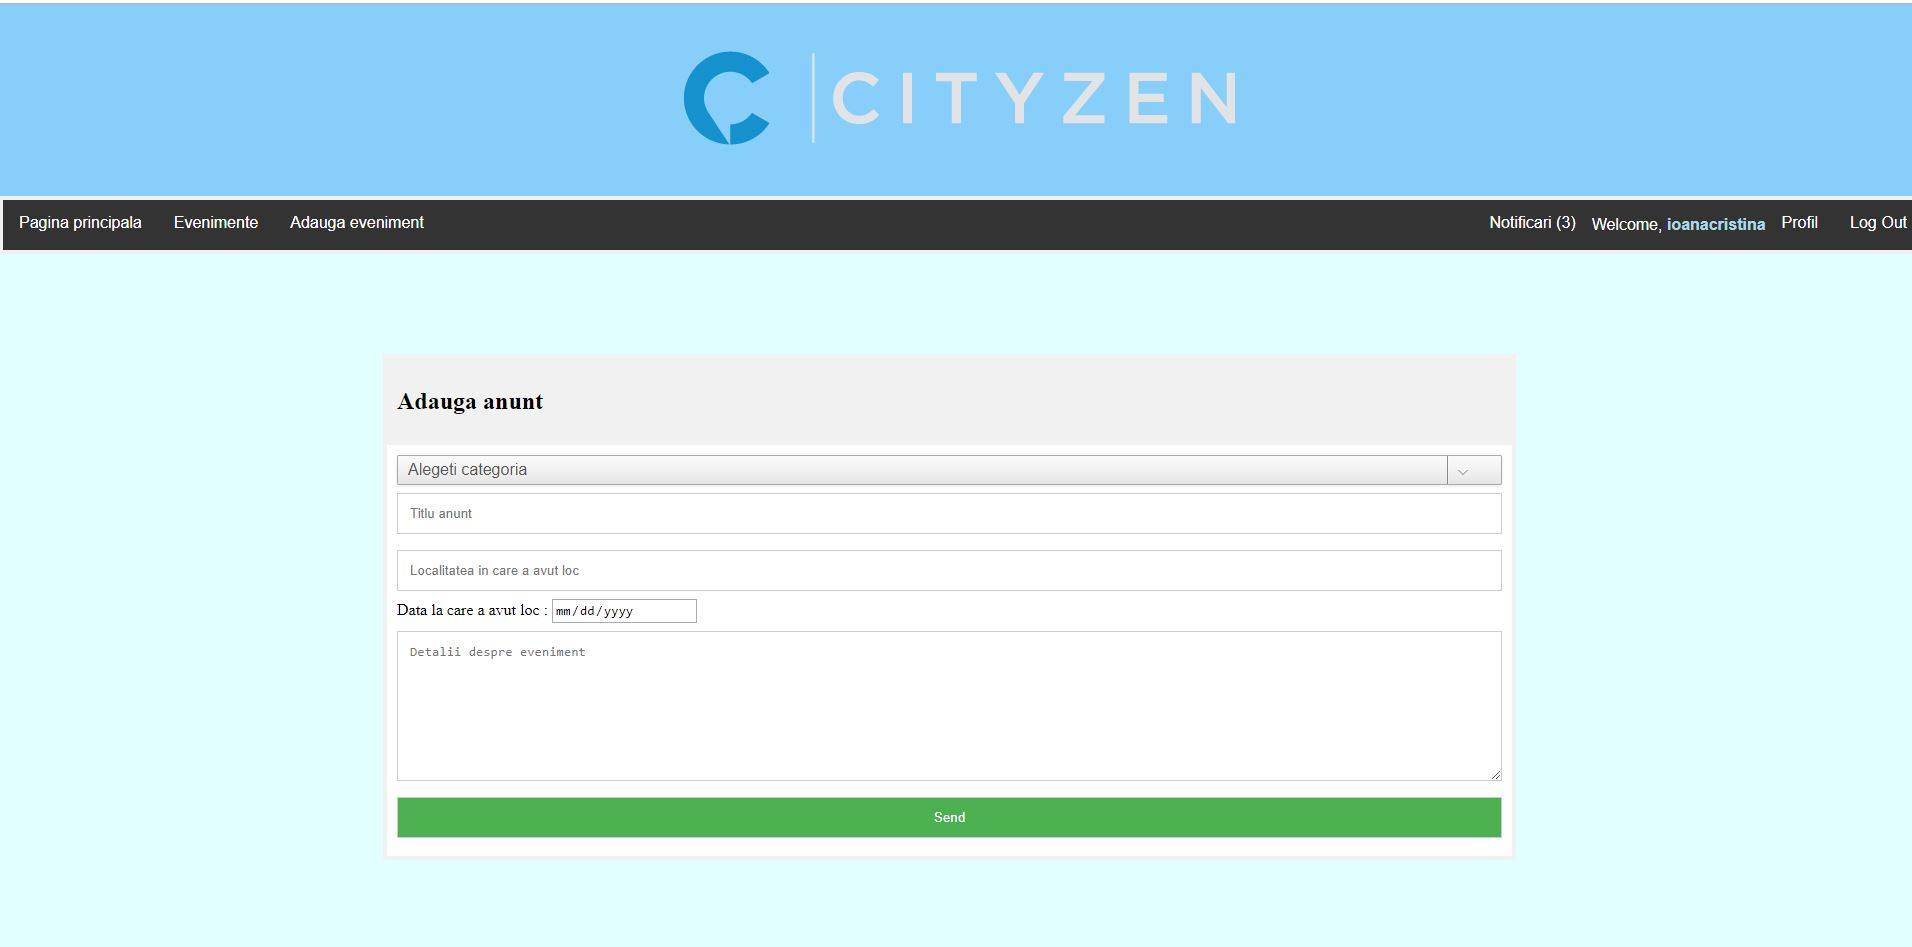 CITYZEN
Pagina principala Evenimente Adauga eveniment Notificari (3) Welcome, ioanacristina Profil Log Out
Adauga anunt
Alegeti categoria
Titlu anunt
Localitatea in care a avut loc
Data la care a avut loc : mm/dd/yyyy
Detalii despre eveniment
Send